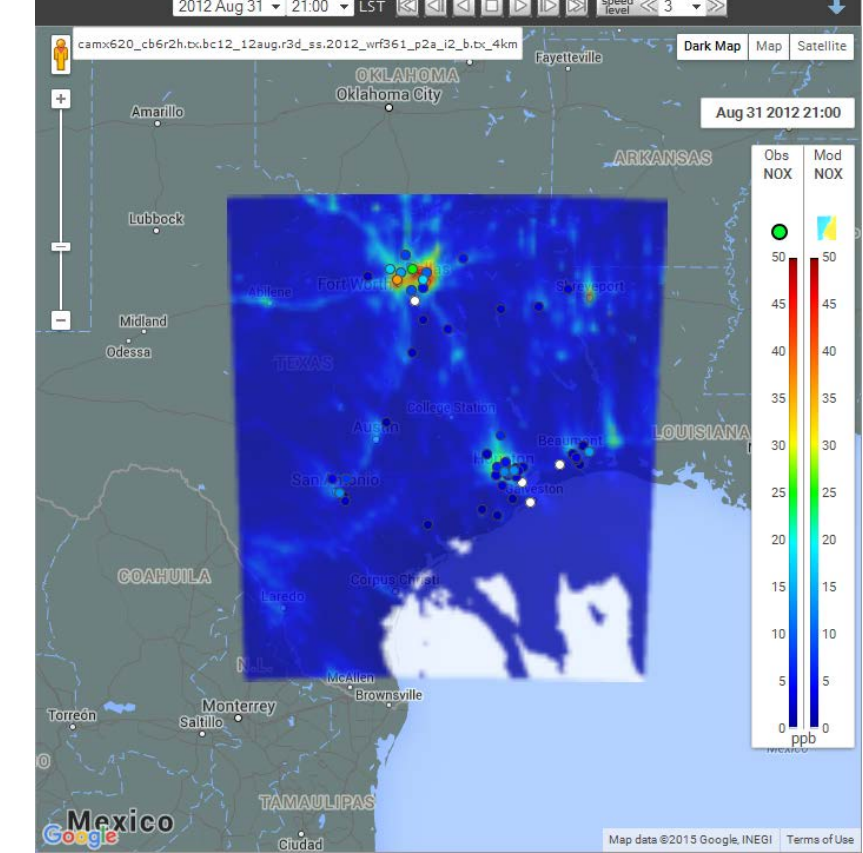 2012 Aug 31 21:00 LST speed level 3
camx620_cb6r2h.tx.bc12_12aug.r3d_ss.2012_wrf361_p2a_i2_b.tx_4km
Dark Map Map Satellite
Fayetteville
OKLAHOMA
Oklahoma City
Amarillo
Aug 31 2012 21:00
ARKANSAS
Obs Mod
NOX NOX
Lubbock
Dallas
Fort Worth
Abilene
Shreveport
50 50
45 45
40 40
35 35
30 30
25 25
20 20
15 15
10 10
5 5
0 0
ppb
Midland
Odessa
TEXAS
College Station
Austin
LOUISIANA
Beaumont
Houston
San Antonio
Galveston
COAHUILA
Corpus Christi
Laredo
N.L.
McAllen
Brownsville
Monterrey
Torreón
Saltillo
Mexico
TAMAULIPAS
Mexico
Google
Ciudad
Map data ©2015 Google, INEGI Terms of Use